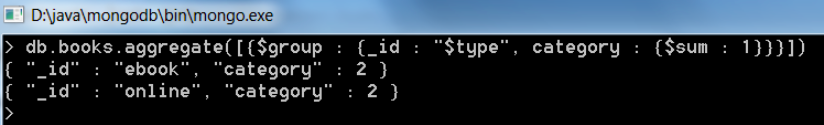 D:\java\mongodb\bin\mongo.exe
> db.books.aggregate([{$group : {_id : "$type", category : {$sum : 1}}}])
{ "_id" : "ebook", "category" : 2 }
{ "_id" : "online", "category" : 2 }
>